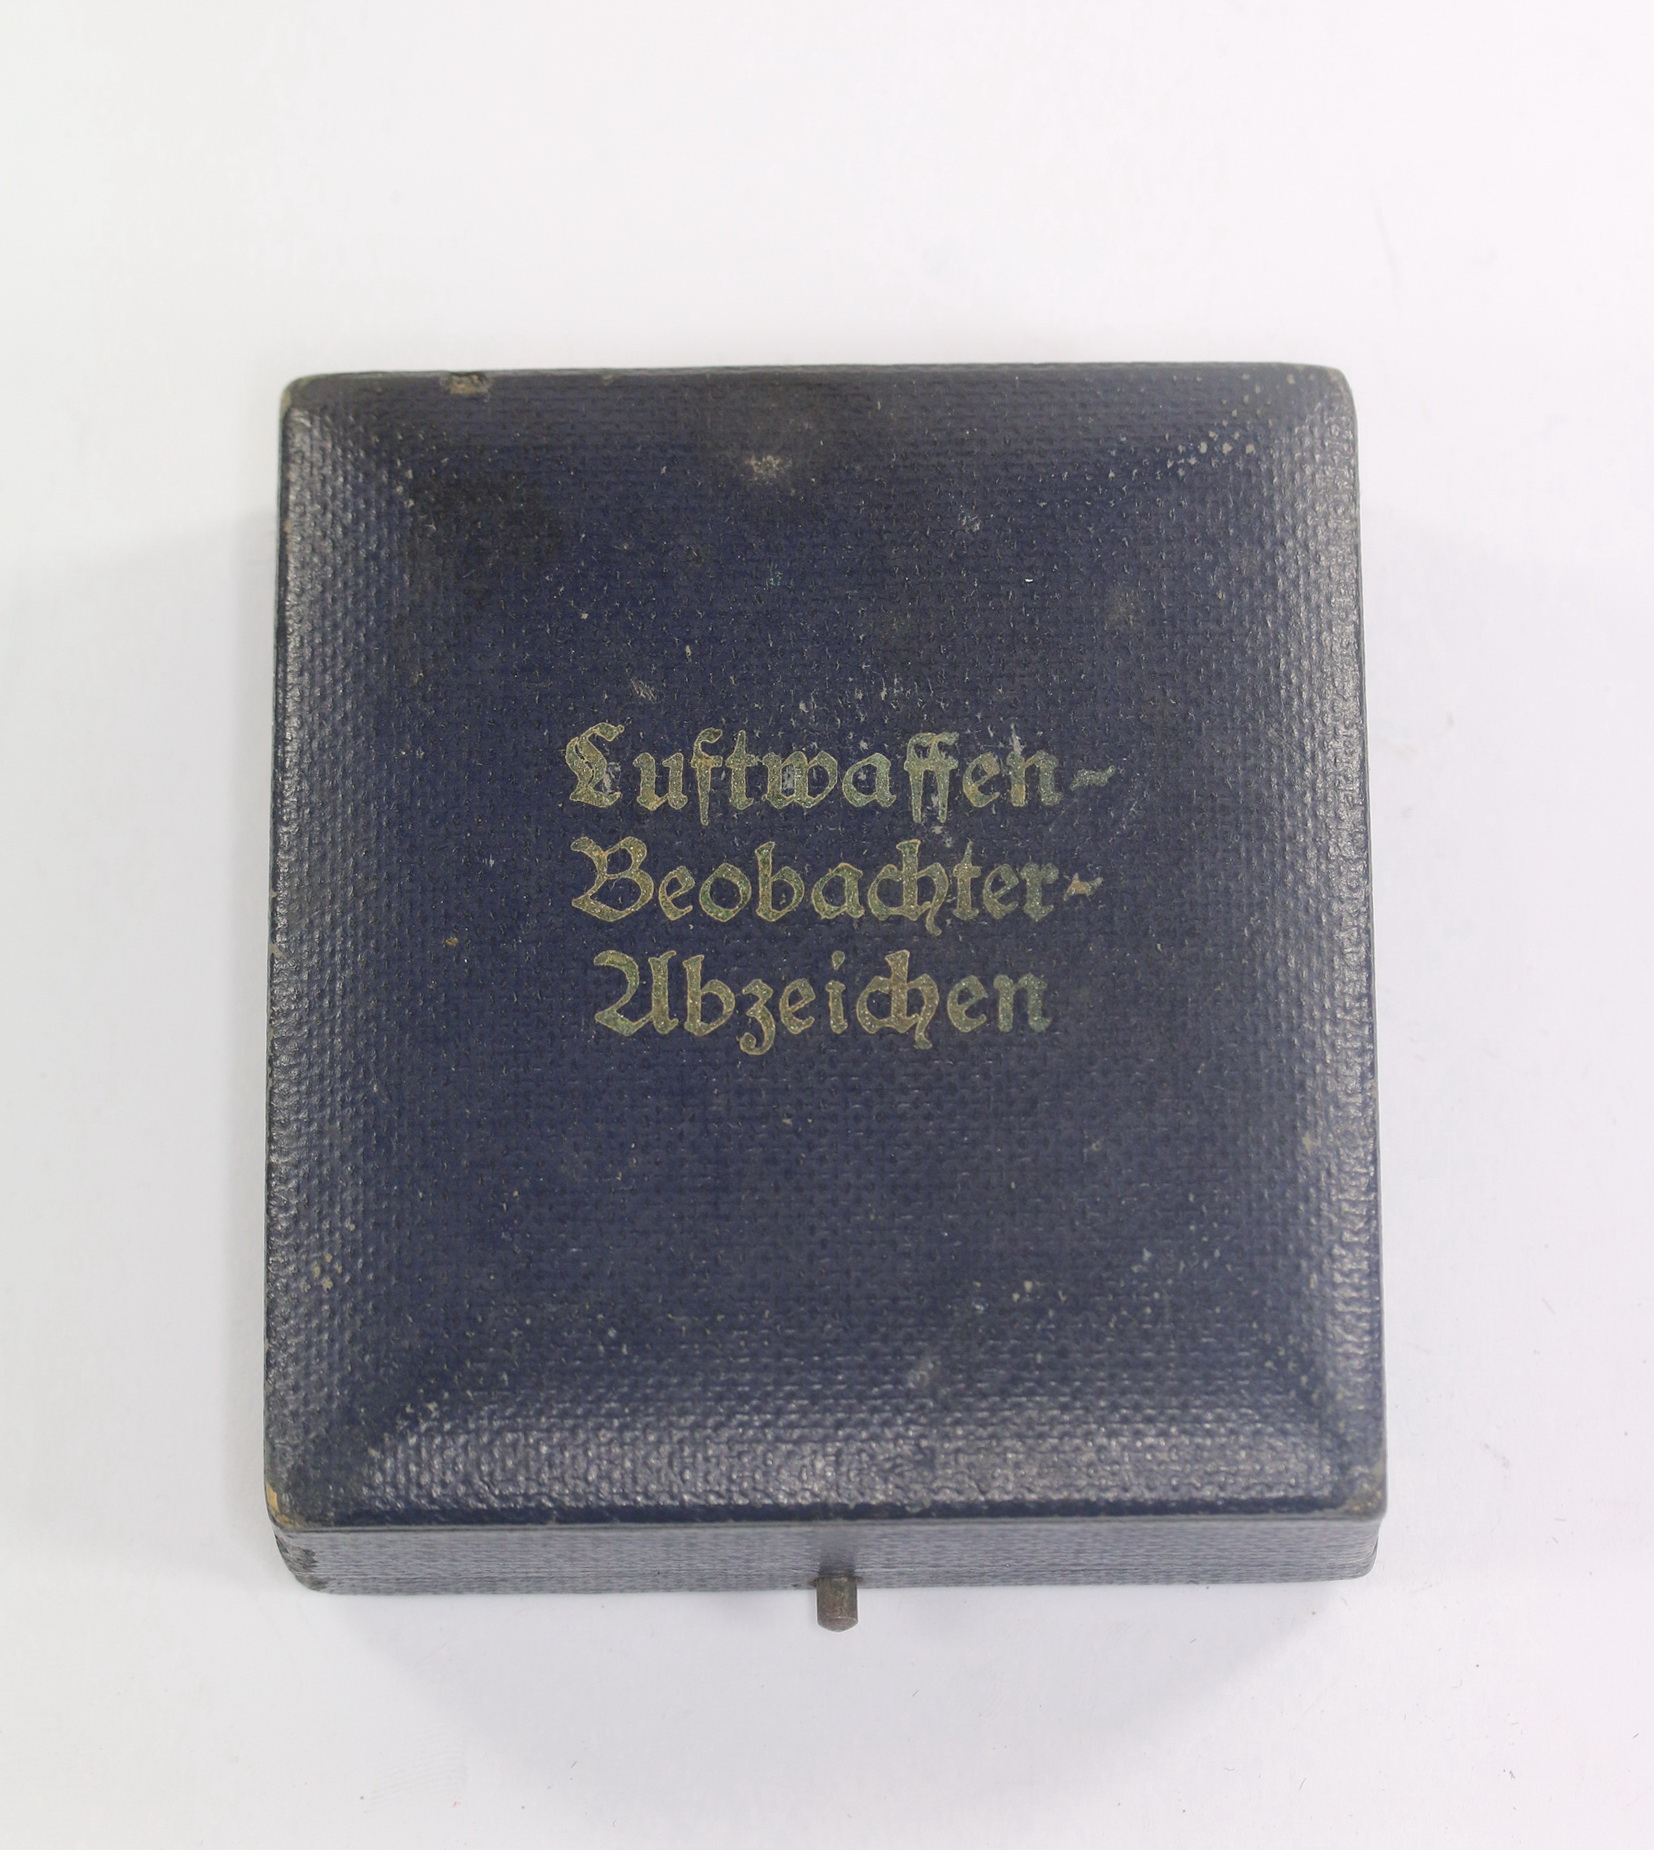 Luftwaffen-
Beobachter-
Abzeichen